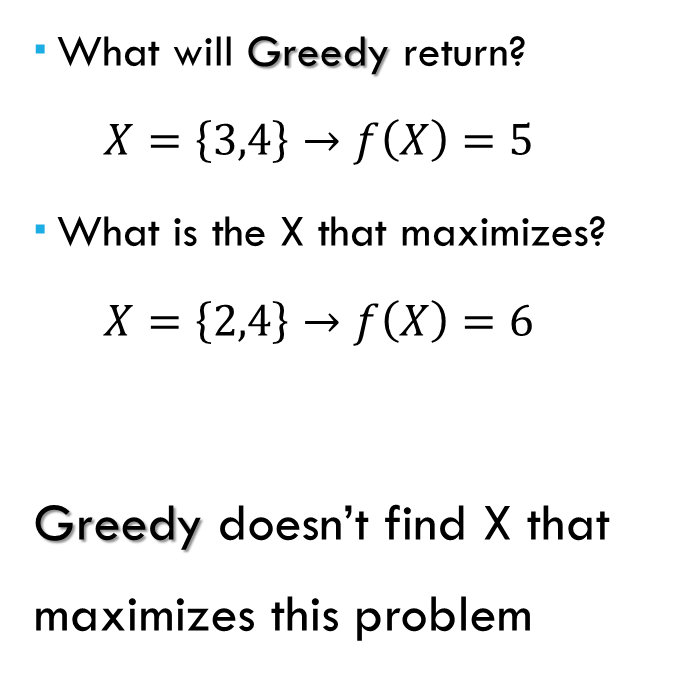 ▪ What will Greedy return?
X = {3,4} → f(X) = 5
▪ What is the X that maximizes?
X = {2,4} → f(X) = 6
Greedy doesn’t find X that
maximizes this problem